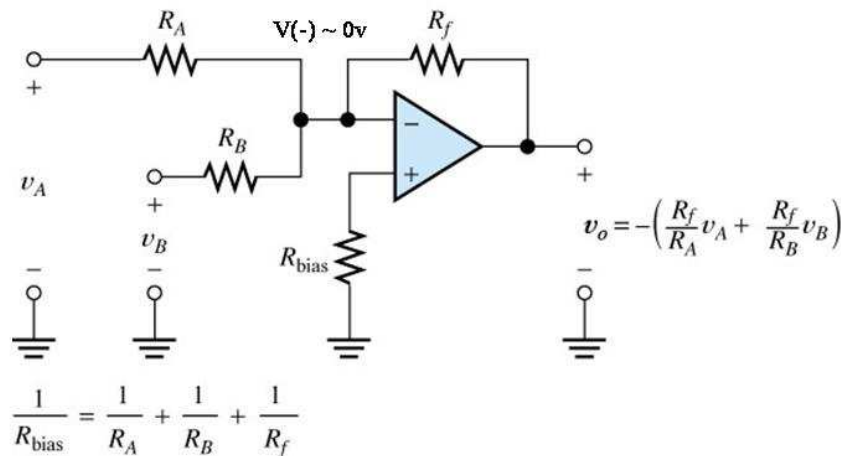 R_A
V(-) ~ 0v
R_f
+
−
R_B
+
v_A
+
+
v_B
R_bias
v_o = −(R_f/R_A v_A + R_f/R_B v_B)
−
−
−
1/R_bias = 1/R_A + 1/R_B + 1/R_f